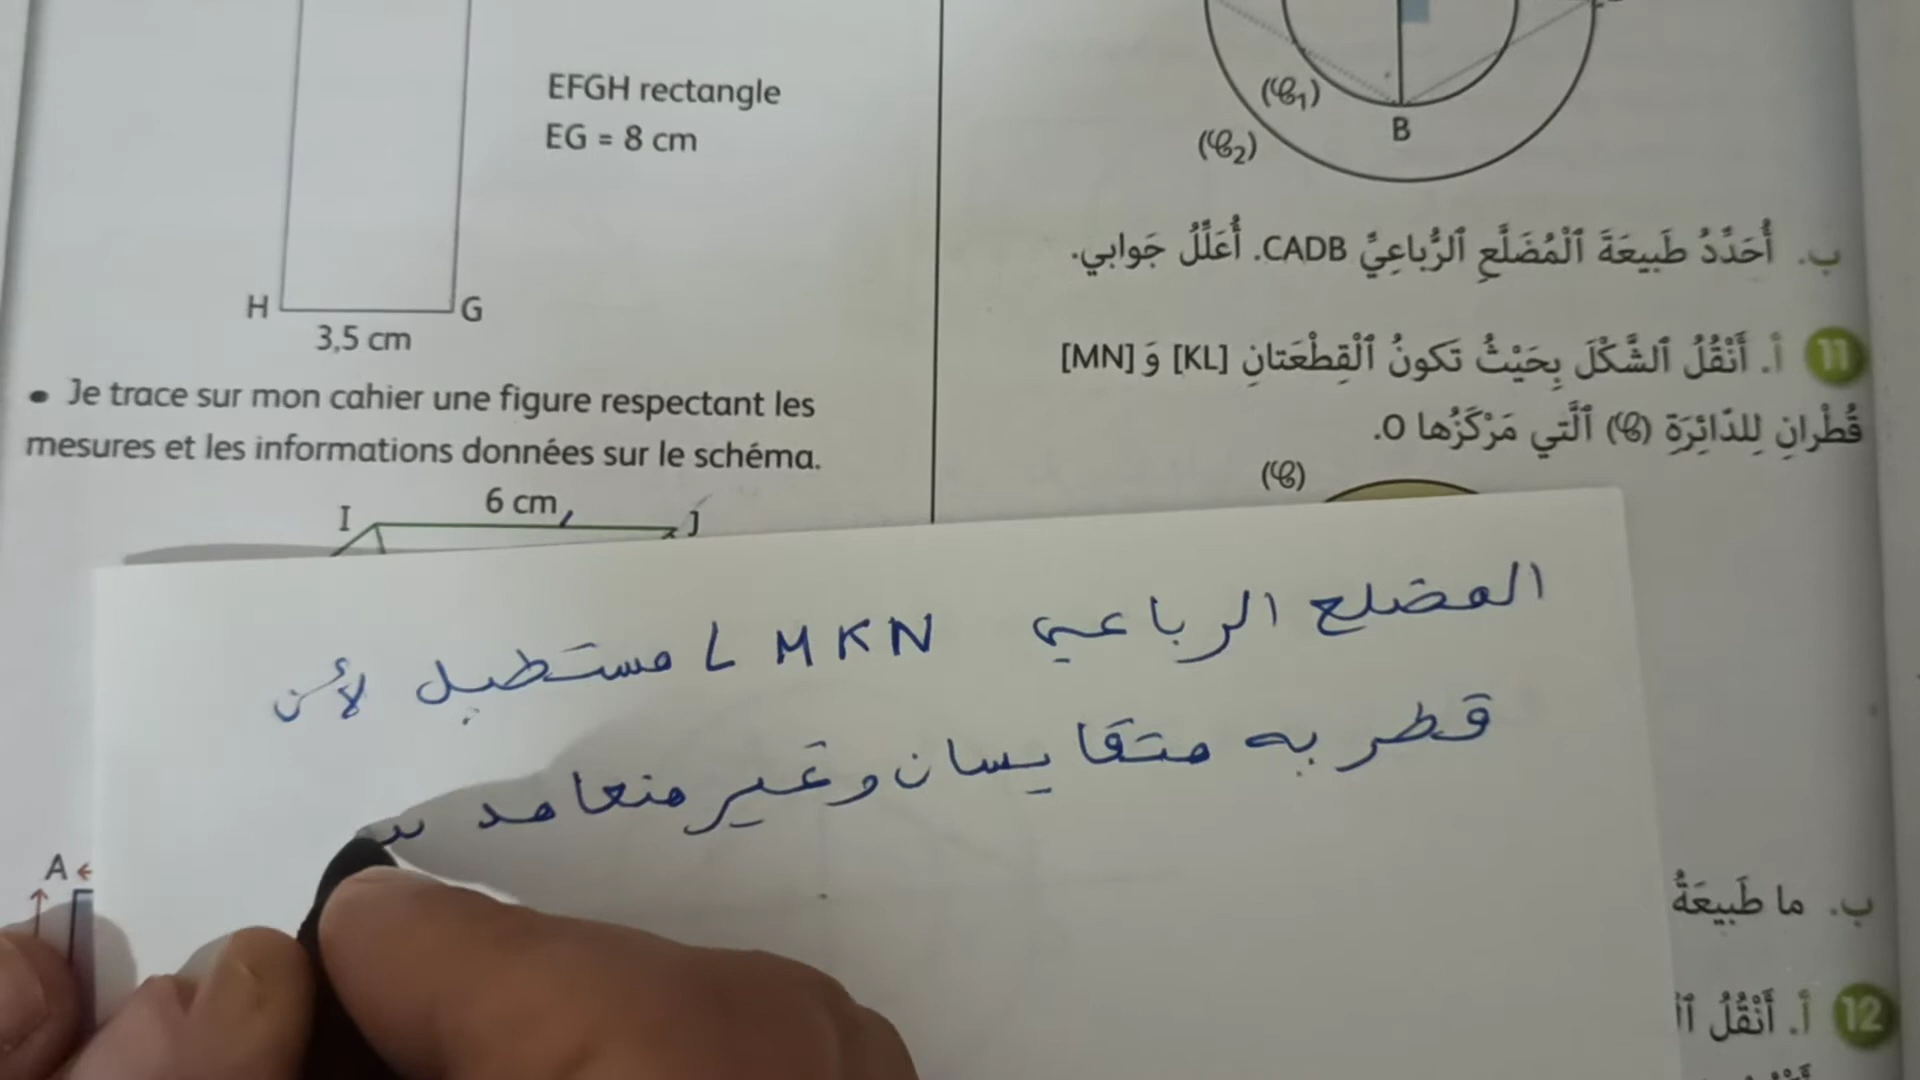 EFGH rectangle
EG = 8 cm
H
G
3,5 cm
• Je trace sur mon cahier une figure respectant les
mesures et les informations données sur le schéma.
I
6 cm
J
A
(𝒞1)
(𝒞2)
B
ب. أُحَدِّدُ طَبيعَةَ ٱلْمُضَلَّعِ ٱلرُّباعِيِّ CADB. أُعَلِّلُ جَوابي.
11 أ. أَنْقُلُ ٱلشَّكْلَ بِحَيْثُ تَكونُ ٱلْقِطْعَتانِ [KL] وَ [MN]
قُطْرانِ لِلدّائِرَةِ (𝒞) ٱلَّتي مَرْكَزُها O.
(𝒞)
المضلع الرباعي LMKN مستطيل لأن
قطريه متقايسان وغير متعامد
ب. ما طَبيعَةُ
12 أ. أَنْقُلُ